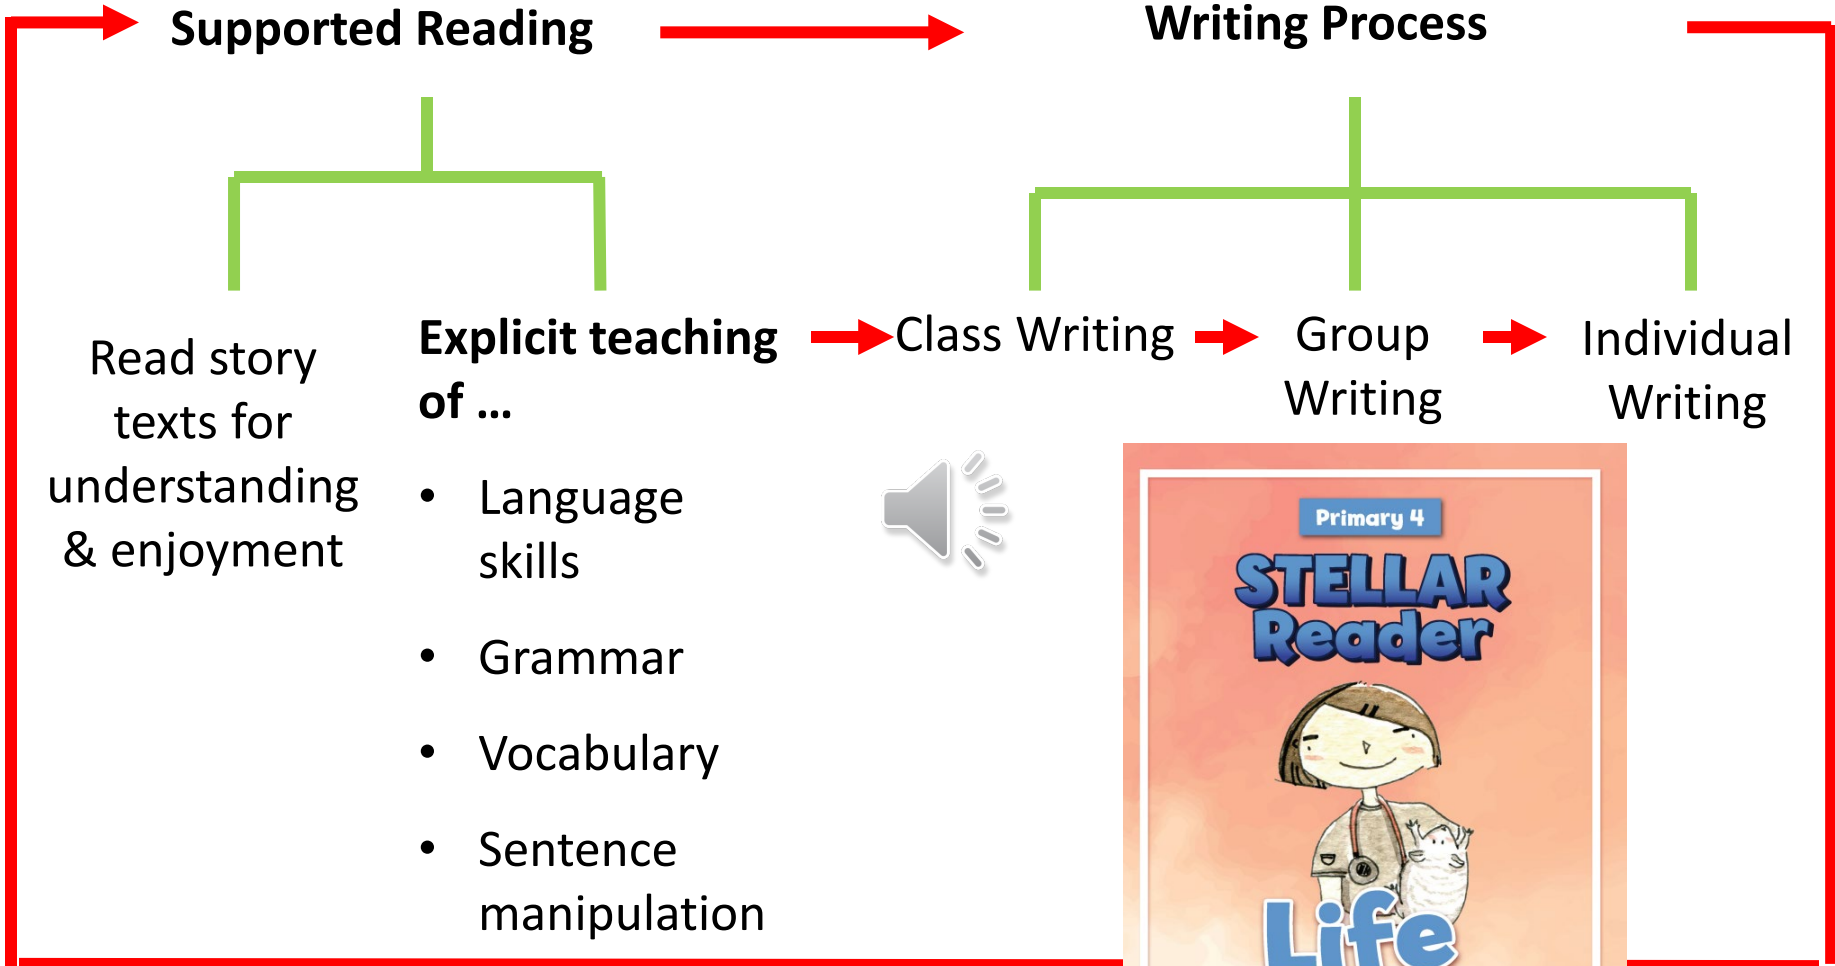 Supported Reading
Writing Process
Read story
texts for
understanding
& enjoyment
Explicit teaching
of ...
• Language
skills
• Grammar
• Vocabulary
• Sentence
manipulation
Class Writing
Group
Writing
Individual
Writing
Primary 4
STELLAR
Reader
Life